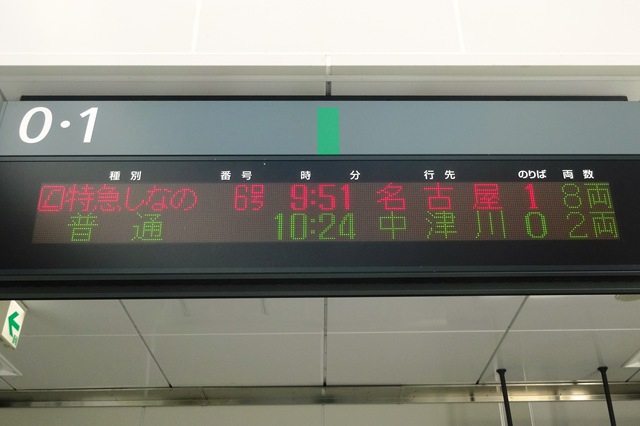 0・1
種別 番号 時 分 行先 のりば 両数
特急しなの 6号 9:51 名古屋 1 8両
普通 10:24 中津川 0 2両